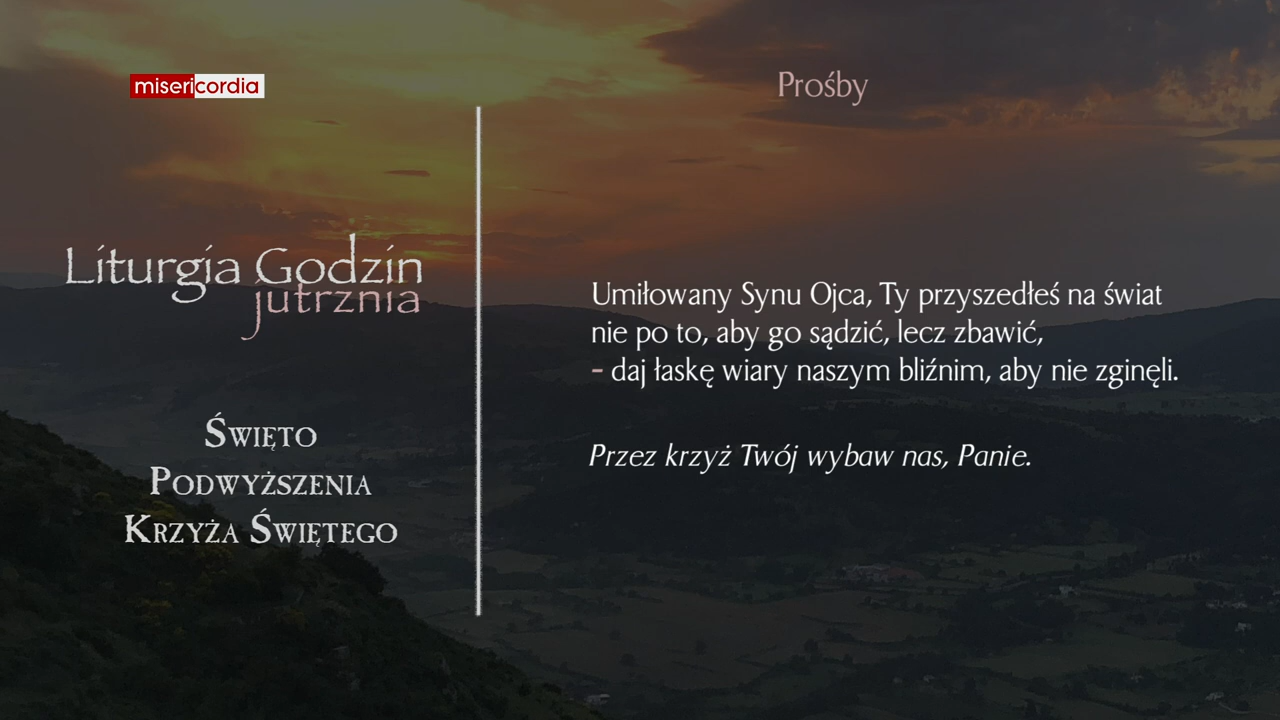 misericordia
Liturgia Godzin
jutrznia
Święto
Podwyższenia
Krzyża Świętego
Prośby
Umiłowany Synu Ojca, Ty przyszedłeś na świat
nie po to, aby go sądzić, lecz zbawić,
- daj łaskę wiary naszym bliźnim, aby nie zginęli.
Przez krzyż Twój wybaw nas, Panie.